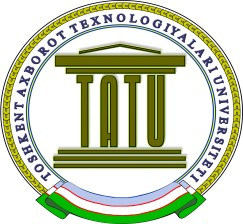 TOSHKENT AXBOROT TEXNOLOGIYALARI UNIVERSITETI
TATU